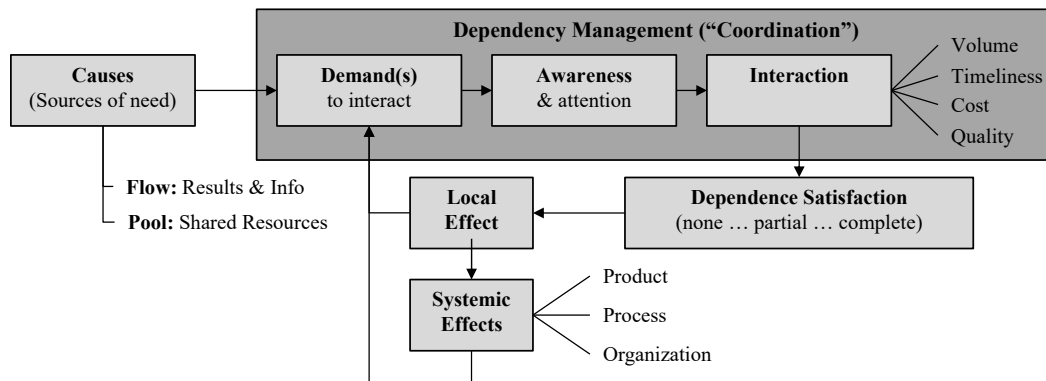 Dependency Management (“Coordination”)
Causes
(Sources of need)
Demand(s)
to interact
Awareness
& attention
Interaction
Volume
Timeliness
Cost
Quality
Flow: Results & Info
Pool: Shared Resources
Local
Effect
Dependence Satisfaction
(none … partial … complete)
Systemic
Effects
Product
Process
Organization